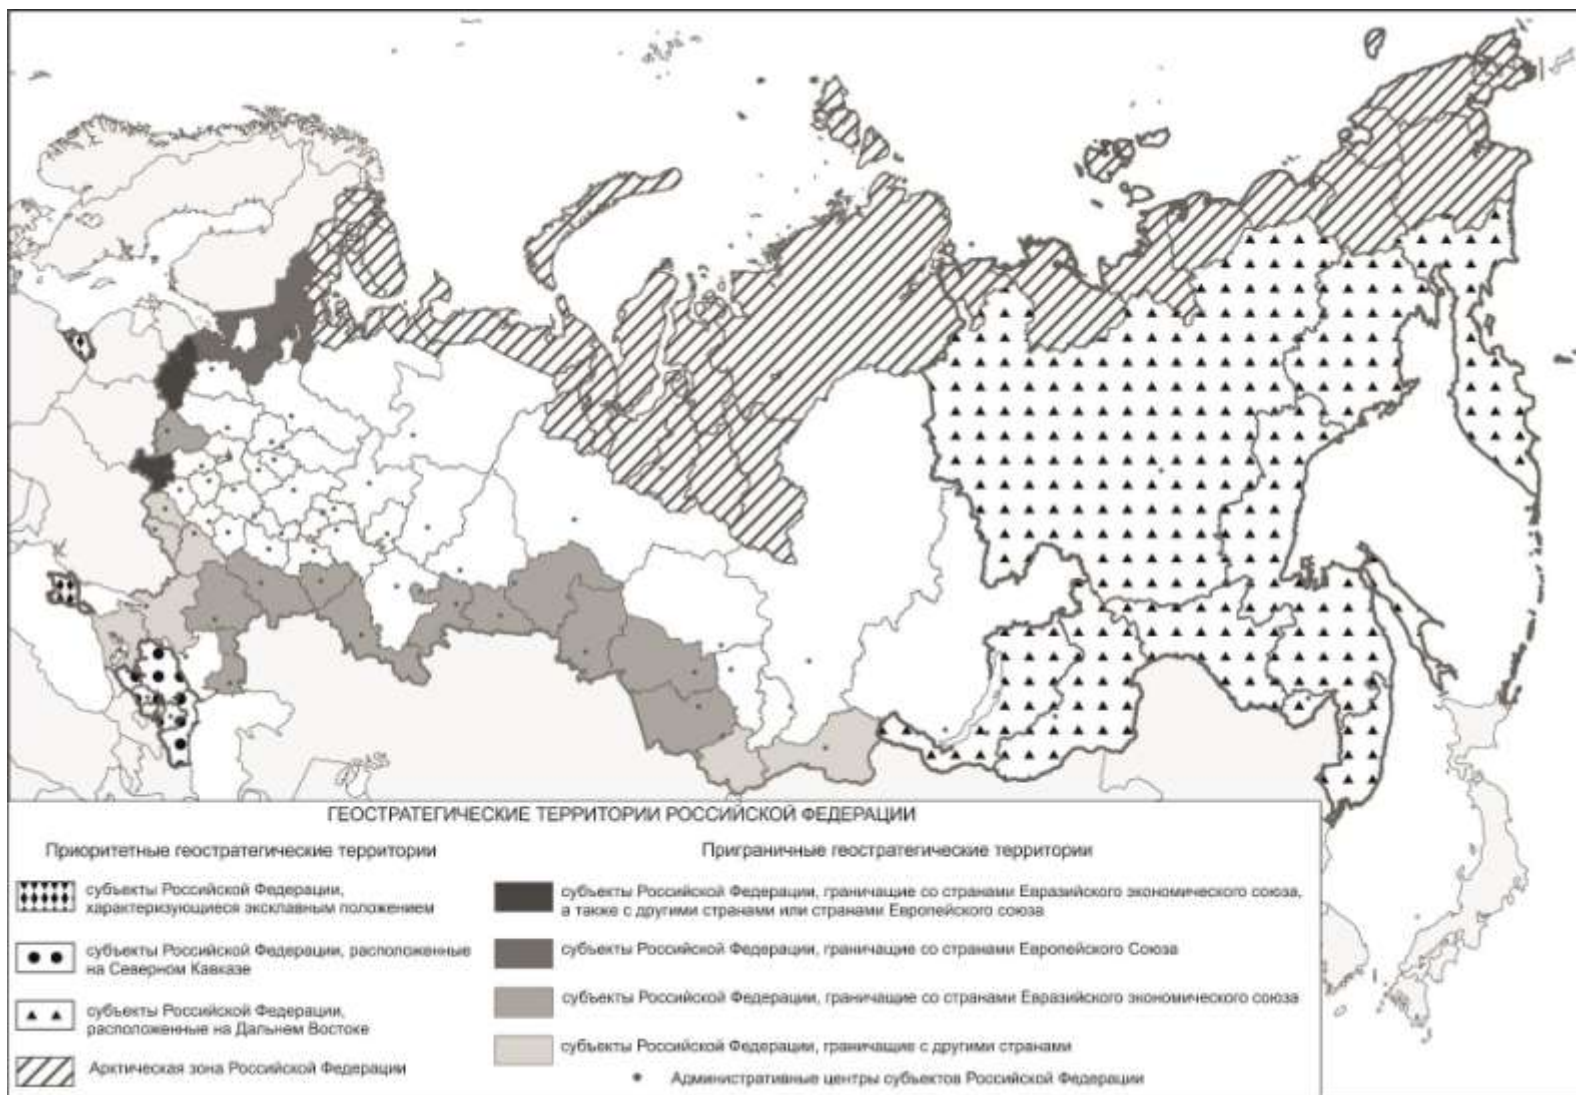 ГЕОСТРАТЕГИЧЕСКИЕ ТЕРРИТОРИИ РОССИЙСКОЙ ФЕДЕРАЦИИ
Приоритетные геостратегические территории
субъекты Российской Федерации,
характеризующиеся эксклавным положением
субъекты Российской Федерации, расположенные
на Северном Кавказе
субъекты Российской Федерации,
расположенные на Дальнем Востоке
Арктическая зона Российской Федерации
Приграничные геостратегические территории
субъекты Российской Федерации, граничащие со странами Евразийского экономического союза,
а также с другими странами или странами Европейского союза
субъекты Российской Федерации, граничащие со странами Европейского Союза
субъекты Российской Федерации, граничащие со странами Евразийского экономического союза
субъекты Российской Федерации, граничащие с другими странами
Административные центры субъектов Российской Федерации